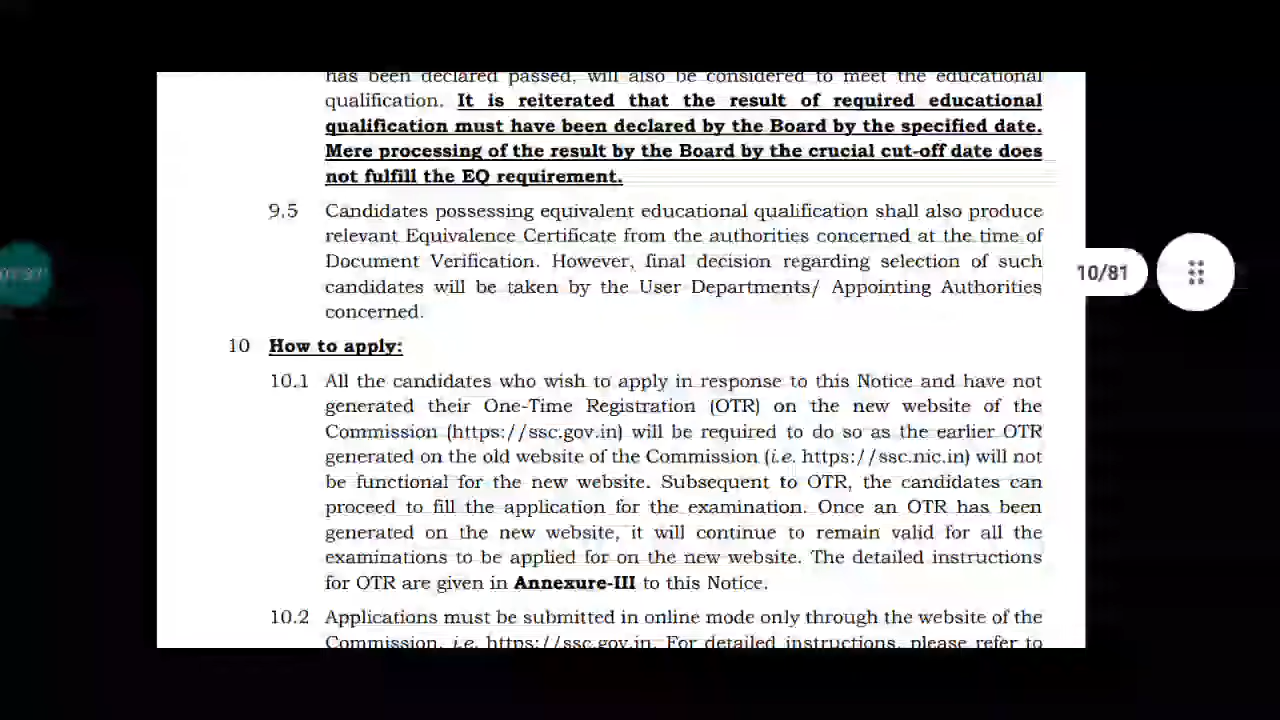 has been declared passed, will also be considered to meet the educational
qualification. It is reiterated that the result of required educational
qualification must have been declared by the Board by the specified date.
Mere processing of the result by the Board by the crucial cut-off date does
not fulfill the EQ requirement.
9.5 Candidates possessing equivalent educational qualification shall also produce
relevant Equivalence Certificate from the authorities concerned at the time of
Document Verification. However, final decision regarding selection of such
candidates will be taken by the User Departments/ Appointing Authorities
concerned.
10/81
10 How to apply:
10.1 All the candidates who wish to apply in response to this Notice and have not
generated their One-Time Registration (OTR) on the new website of the
Commission (https://ssc.gov.in) will be required to do so as the earlier OTR
generated on the old website of the Commission (i.e. https://ssc.nic.in) will not
be functional for the new website. Subsequent to OTR, the candidates can
proceed to fill the application for the examination. Once an OTR has been
generated on the new website, it will continue to remain valid for all the
examinations to be applied for on the new website. The detailed instructions
for OTR are given in Annexure-III to this Notice.
10.2 Applications must be submitted in online mode only through the website of the
Commission, i.e. https://ssc.gov.in. For detailed instructions, please refer to